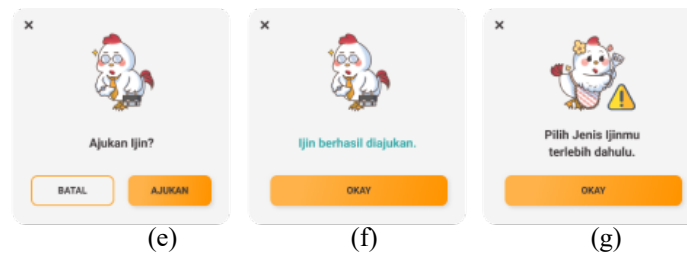 ×
Ajukan Ijin?
BATAL
AJUKAN
(e)
×
Ijin berhasil diajukan.
OKAY
(f)
×
Pilih Jenis Ijinmu
terlebih dahulu.
OKAY
(g)